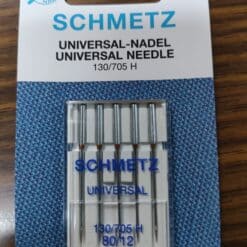 SCHMETZ
UNIVERSAL-NADEL
UNIVERSAL NEEDLE
130/705 H
SCHMETZ
UNIVERSAL
130/705 H
80/12